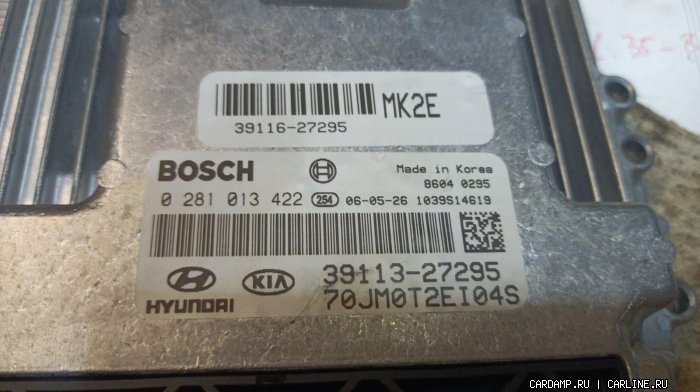 MK2E
39116-27295
BOSCH
Made in Korea
8604 0295
0 281 013 422 254 06-05-26 1039S14619
39113-27295
HYUNDAI KIA
70JM0T2EI04S
CARDAMP.RU | CARLINE.RU